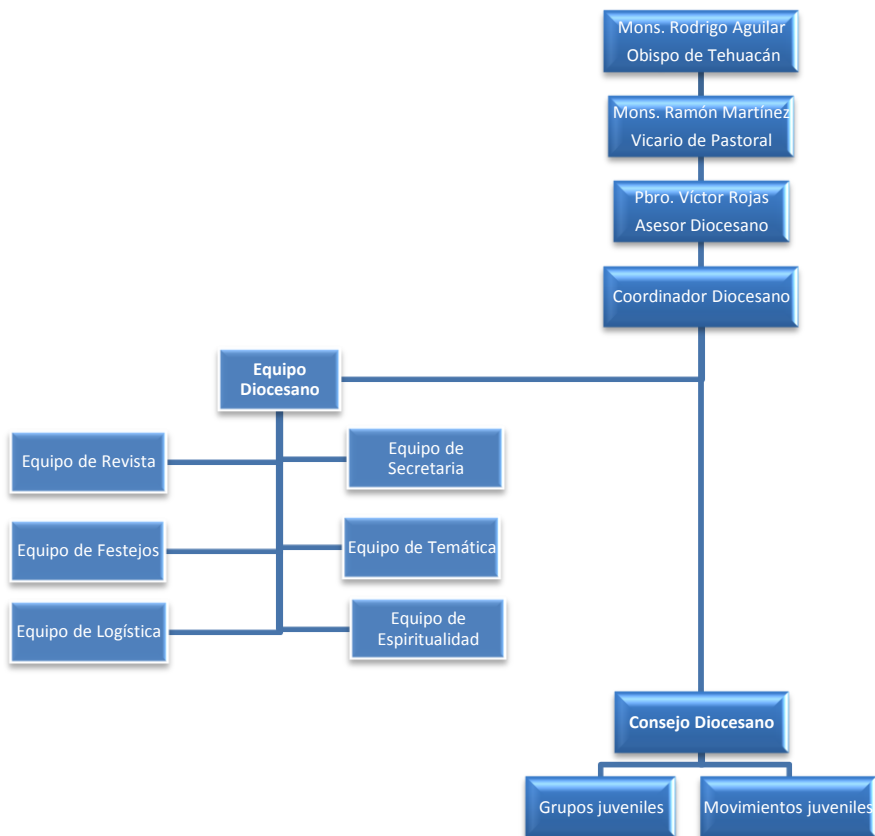 Mons. Rodrigo Aguilar
Obispo de Tehuacán
Mons. Ramón Martínez
Vicario de Pastoral
Pbro. Víctor Rojas
Asesor Diocesano
Coordinador Diocesano
Equipo
Diocesano
Equipo de Revista
Equipo de
Secretaria
Equipo de Festejos
Equipo de Temática
Equipo de Logística
Equipo de
Espiritualidad
Consejo Diocesano
Grupos juveniles
Movimientos juveniles